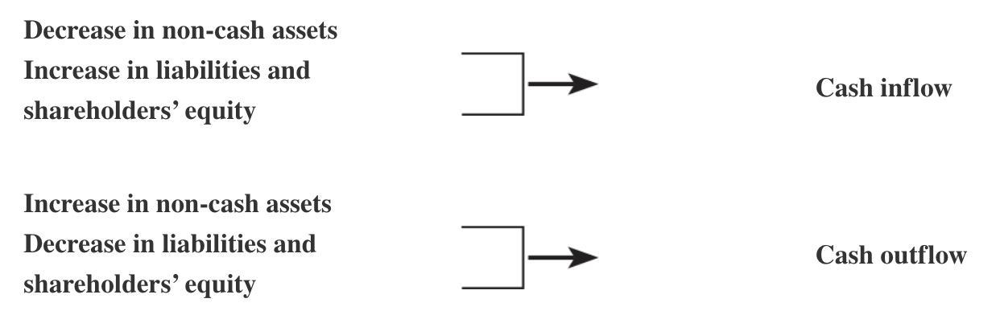 Decrease in non-cash assets
Increase in liabilities and
shareholders’ equity
Cash inflow
Increase in non-cash assets
Decrease in liabilities and
shareholders’ equity
Cash outflow